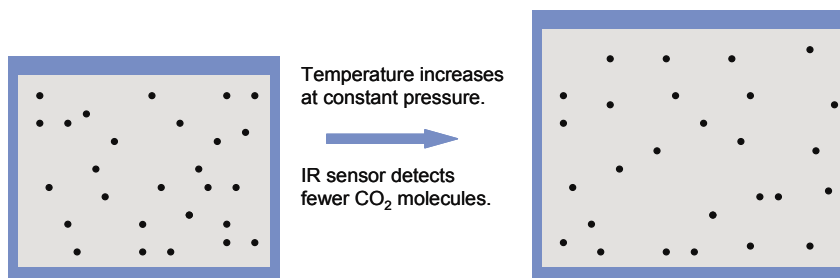 Temperature increases
at constant pressure.
IR sensor detects
fewer CO₂ molecules.